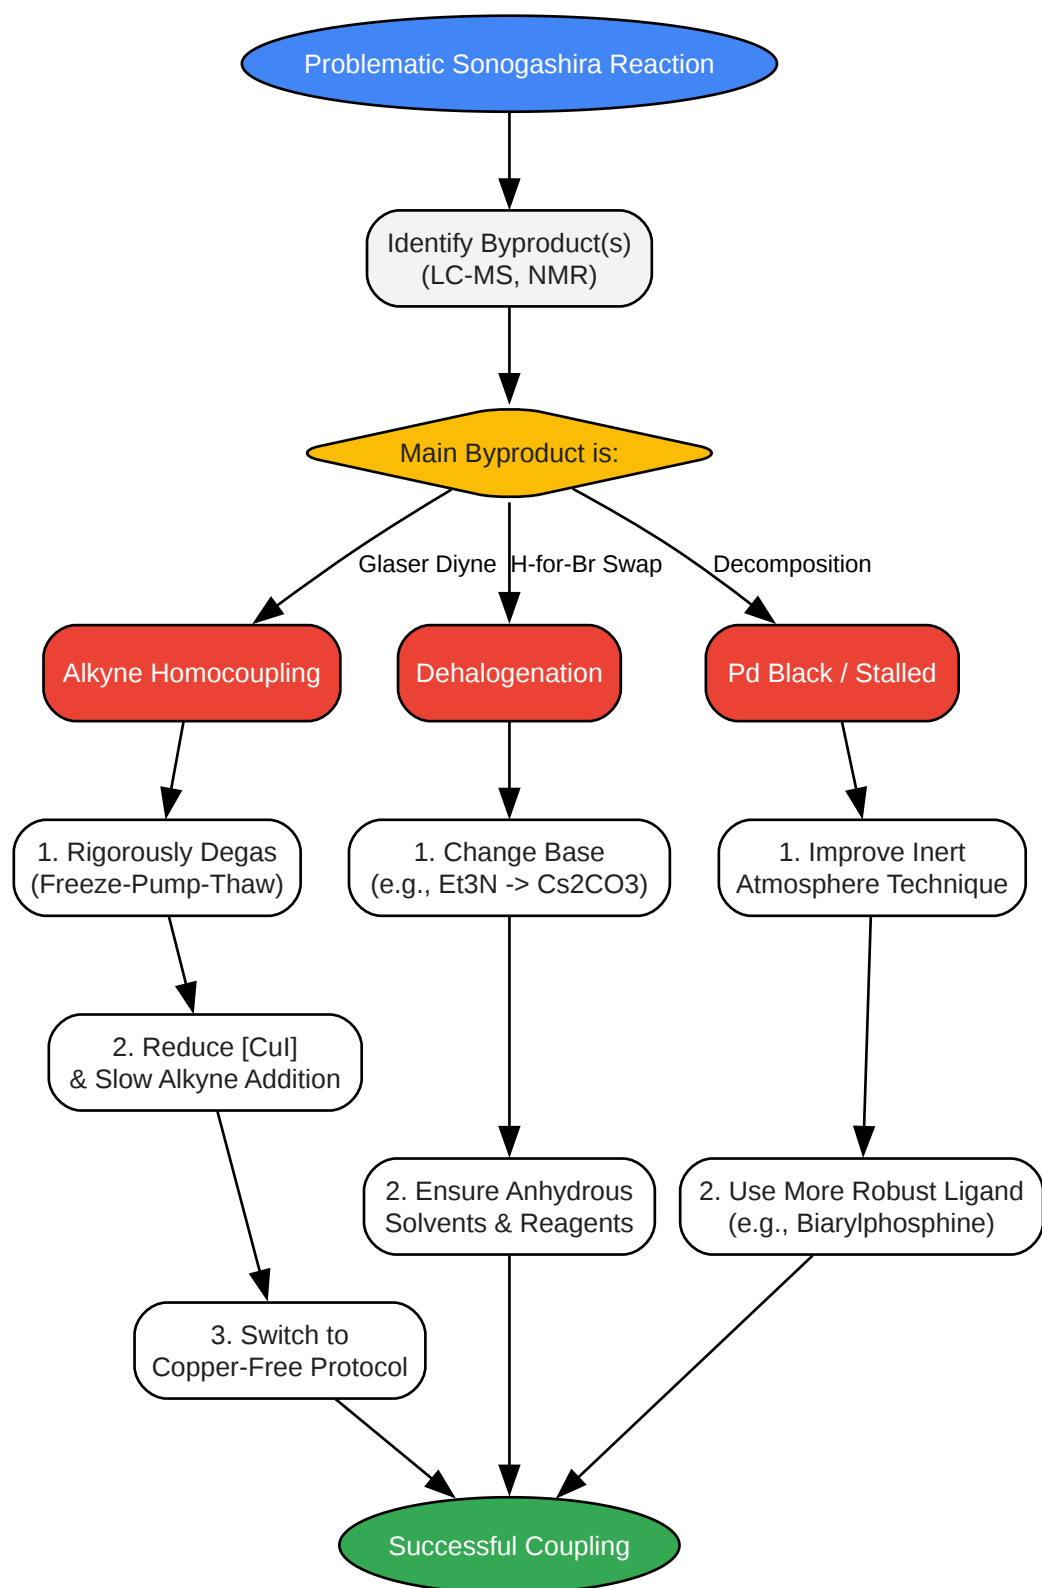 Problematic Sonogashira Reaction
Identify Byproduct(s)
(LC-MS, NMR)
Main Byproduct is:
Glaser Diyne
H-for-Br Swap
Decomposition
Alkyne Homocoupling
Dehalogenation
Pd Black / Stalled
1. Rigorously Degas
(Freeze-Pump-Thaw)
1. Change Base
(e.g., Et3N -> Cs2CO3)
1. Improve Inert
Atmosphere Technique
2. Reduce [CuI]
& Slow Alkyne Addition
2. Ensure Anhydrous
Solvents & Reagents
2. Use More Robust Ligand
(e.g., Biarylphosphine)
3. Switch to
Copper-Free Protocol
Successful Coupling